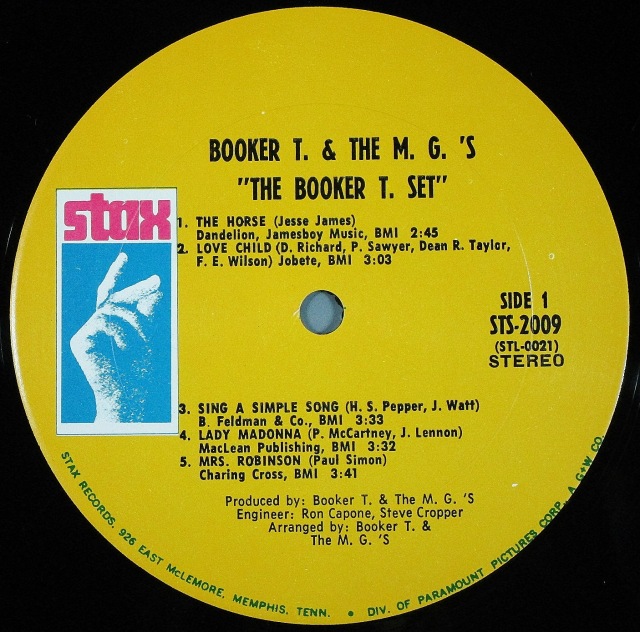 BOOKER T. & THE M. G. 'S
"THE BOOKER T. SET"
stax
1. THE HORSE (Jesse James)
Dandelion, Jamesboy Music, BMI 2:45
2. LOVE CHILD (D. Richard, P. Sawyer, Dean R. Taylor,
F. E. Wilson) Jobete, BMI 3:03
SIDE 1
STS-2009
(STL-0021)
STEREO
3. SING A SIMPLE SONG (H. S. Pepper, J. Watt)
B. Feldman & Co., BMI 3:33
4. LADY MADONNA (P. McCartney, J. Lennon)
MacLean Publishing, BMI 3:32
5. MRS. ROBINSON (Paul Simon)
Charing Cross, BMI 3:41
Produced by: Booker T. & The M. G. 'S
Engineer: Ron Capone, Steve Cropper
Arranged by: Booker T. &
The M. G. 'S
STAX RECORDS, 926 EAST McLEMORE, MEMPHIS, TENN. • DIV. OF PARAMOUNT PICTURES CORP. A G+W CO.